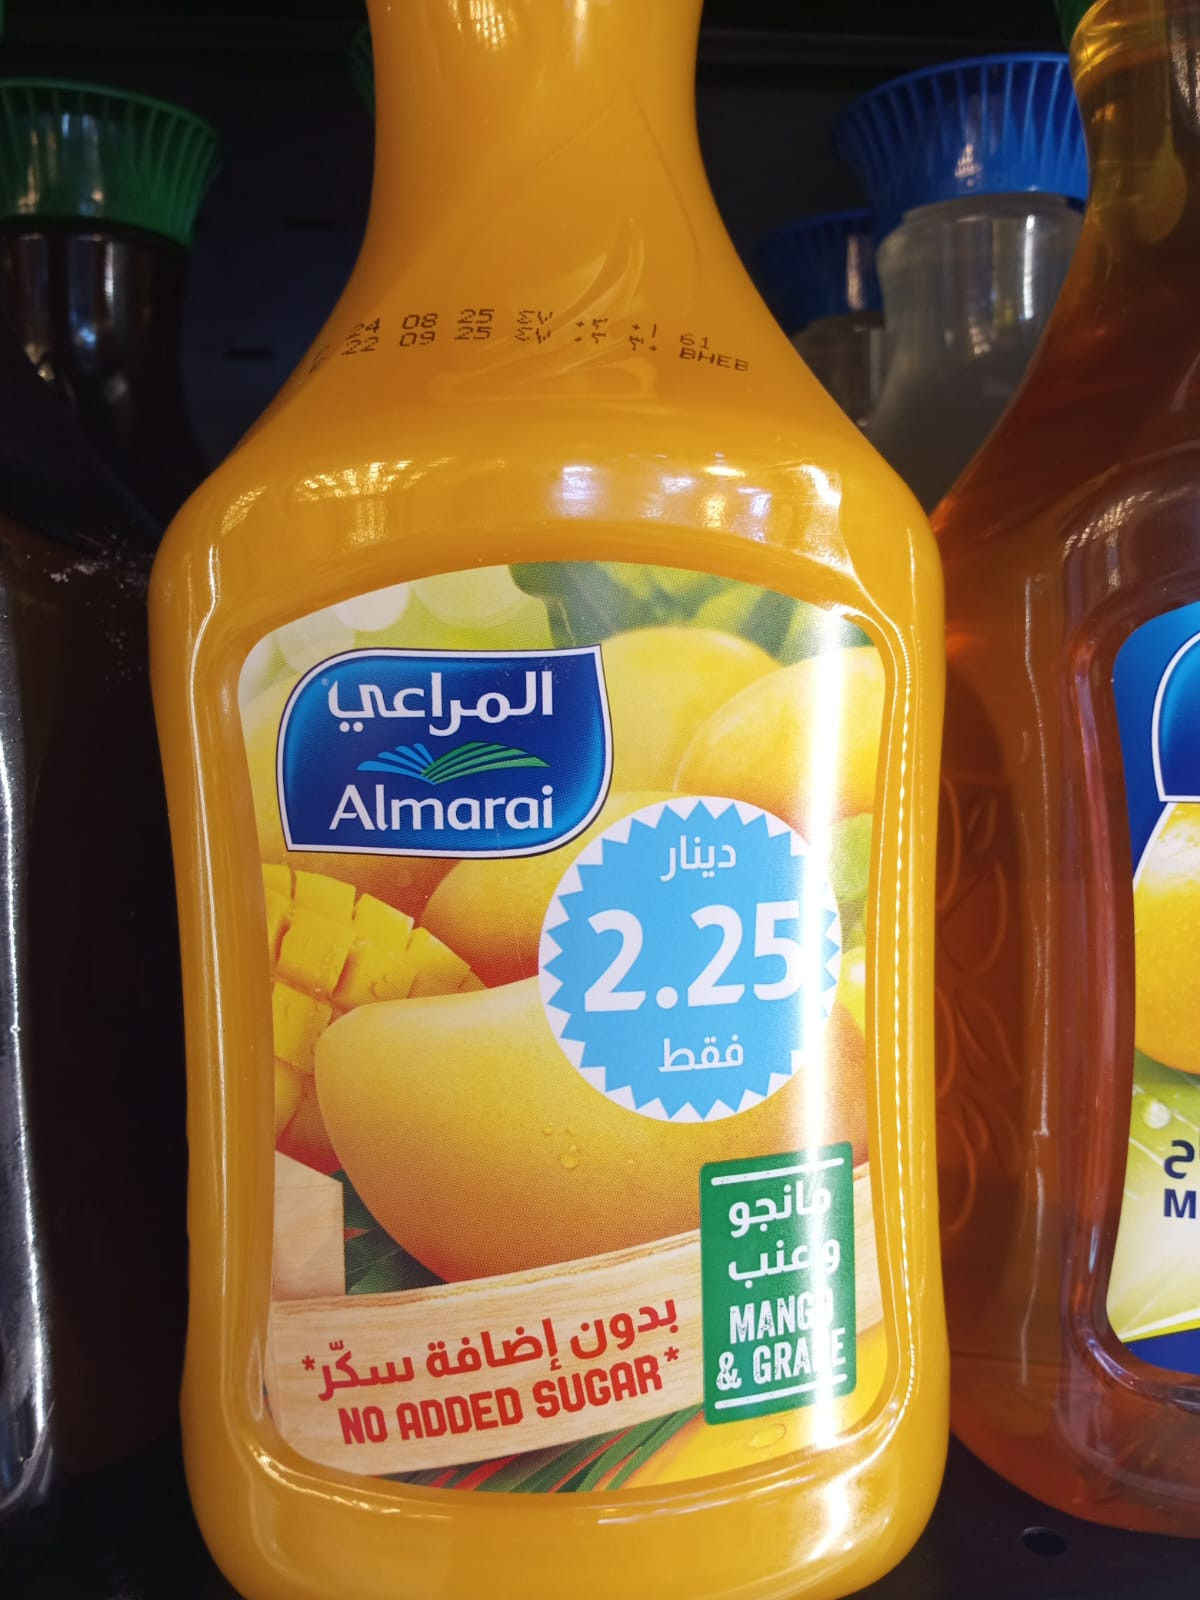 08 25
09 25
61
BHEB
المراعي
Almarai
دينار
2.25
فقط
مانجو
وعنب
MANGO
& GRAPE
بدون إضافة سكّر*
NO ADDED SUGAR*